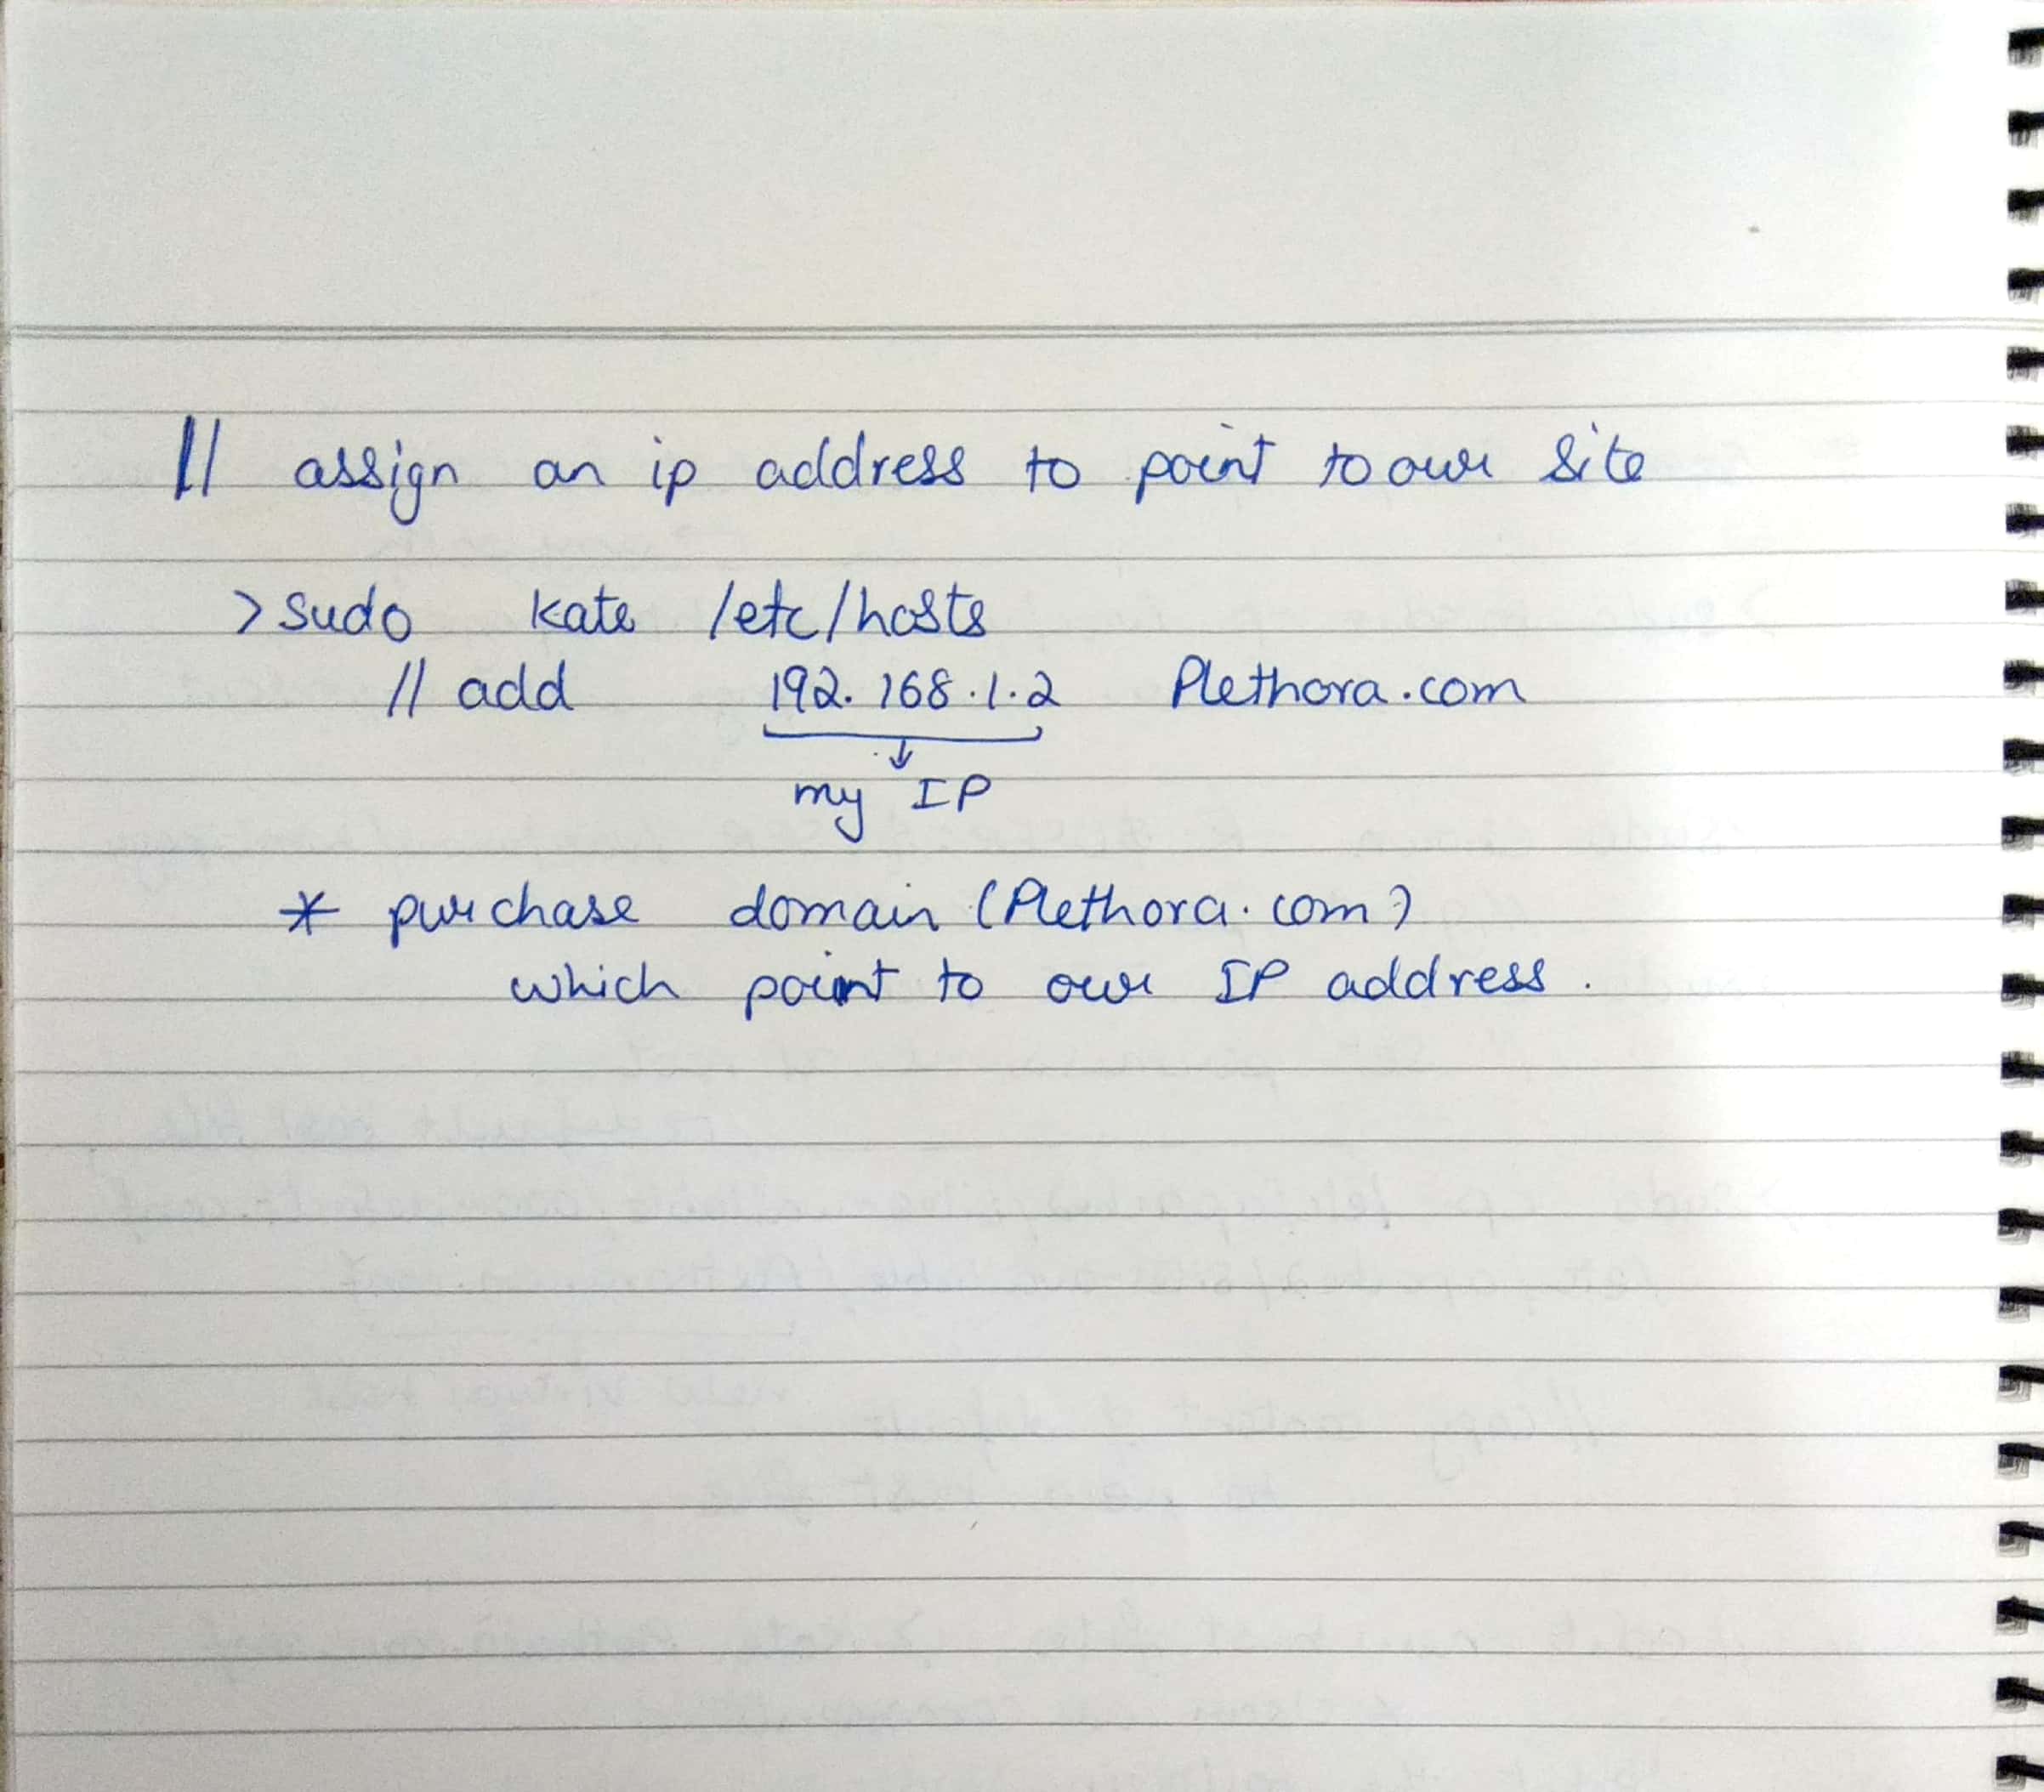 // assign an ip address to point to our site
> sudo kate /etc/hosts
// add 192.168.1.2 Plethora.com
↓
my IP
* purchase domain (Plethora.com)
which point to our IP address.